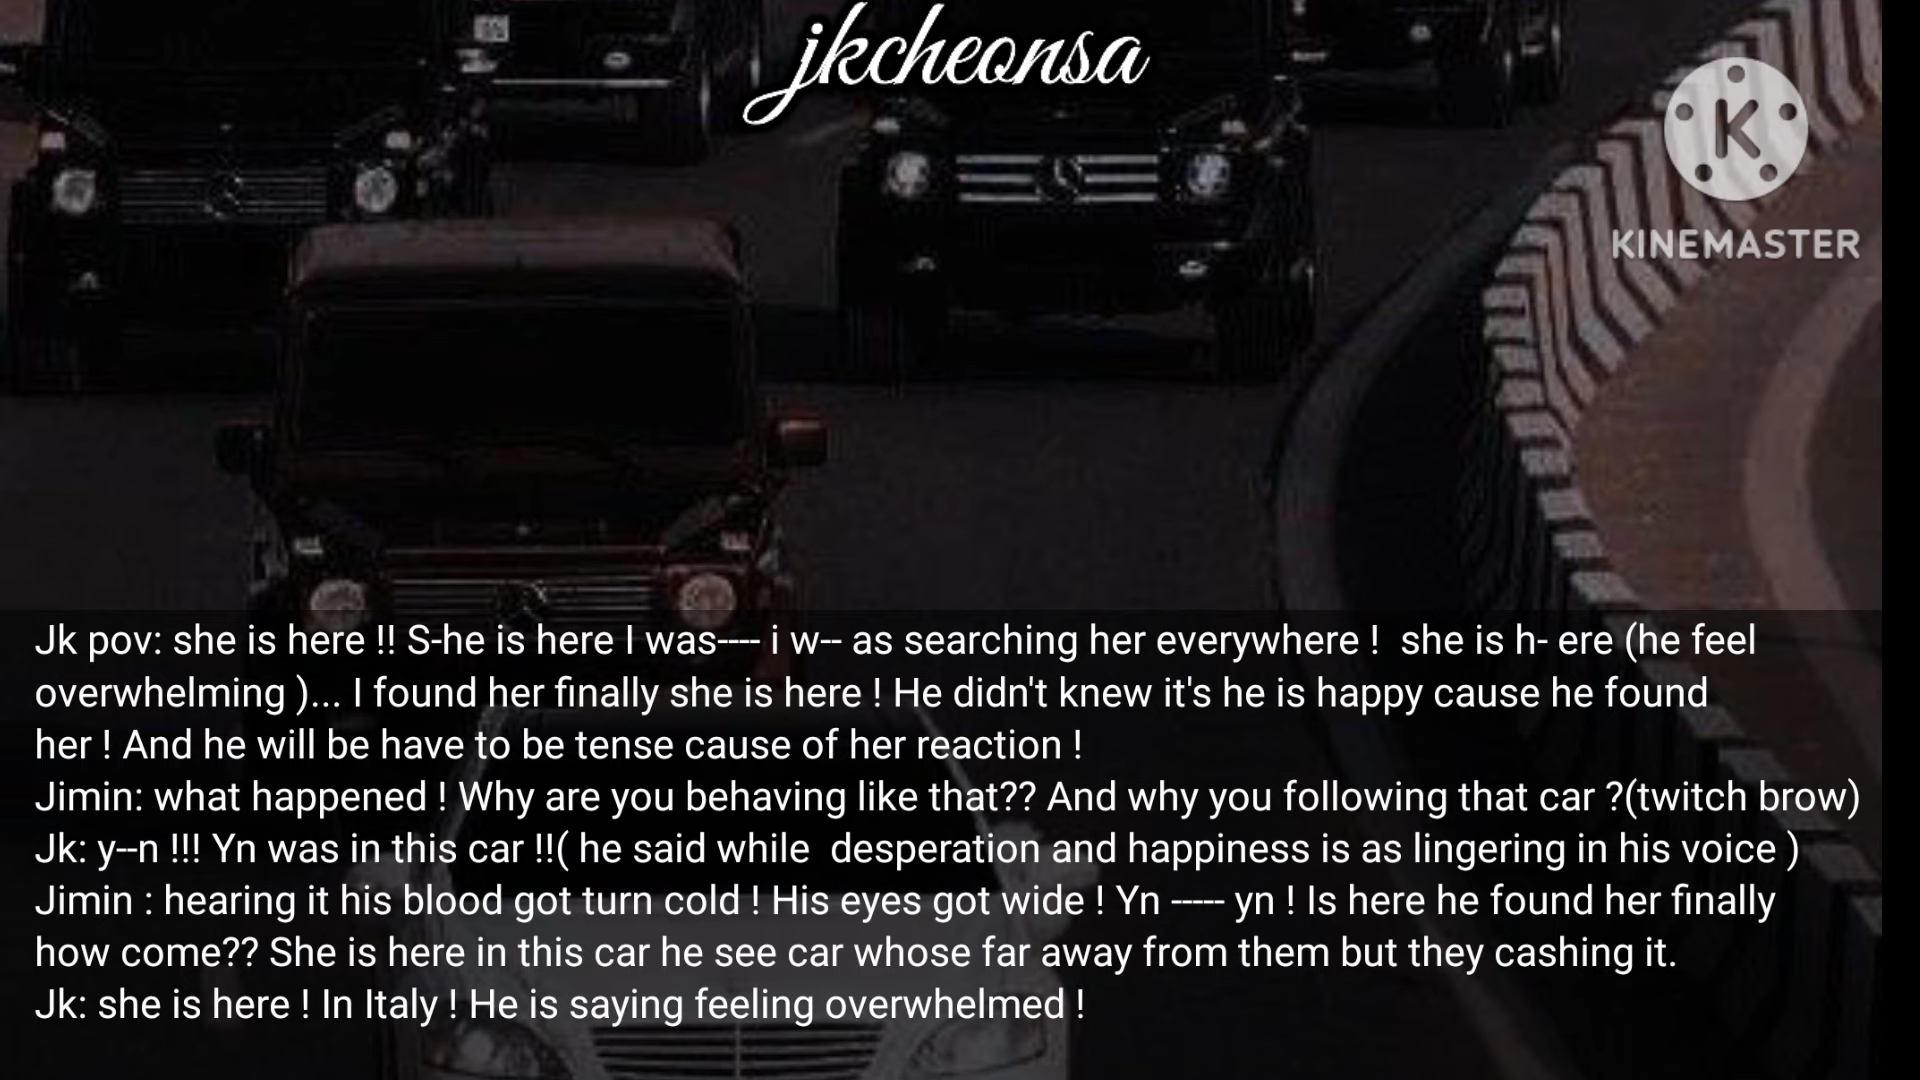 jkcheonsa
K
KINEMASTER
Jk pov: she is here !! S-he is here I was---- i w-- as searching her everywhere !  she is h- ere (he feel
overwhelming )... I found her finally she is here ! He didn't knew it's he is happy cause he found
her ! And he will be have to be tense cause of her reaction !
Jimin: what happened ! Why are you behaving like that?? And why you following that car ?(twitch brow)
Jk: y--n !!! Yn was in this car !!( he said while  desperation and happiness is as lingering in his voice )
Jimin : hearing it his blood got turn cold ! His eyes got wide ! Yn ----- yn ! Is here he found her finally
how come?? She is here in this car he see car whose far away from them but they cashing it.
Jk: she is here ! In Italy ! He is saying feeling overwhelmed !